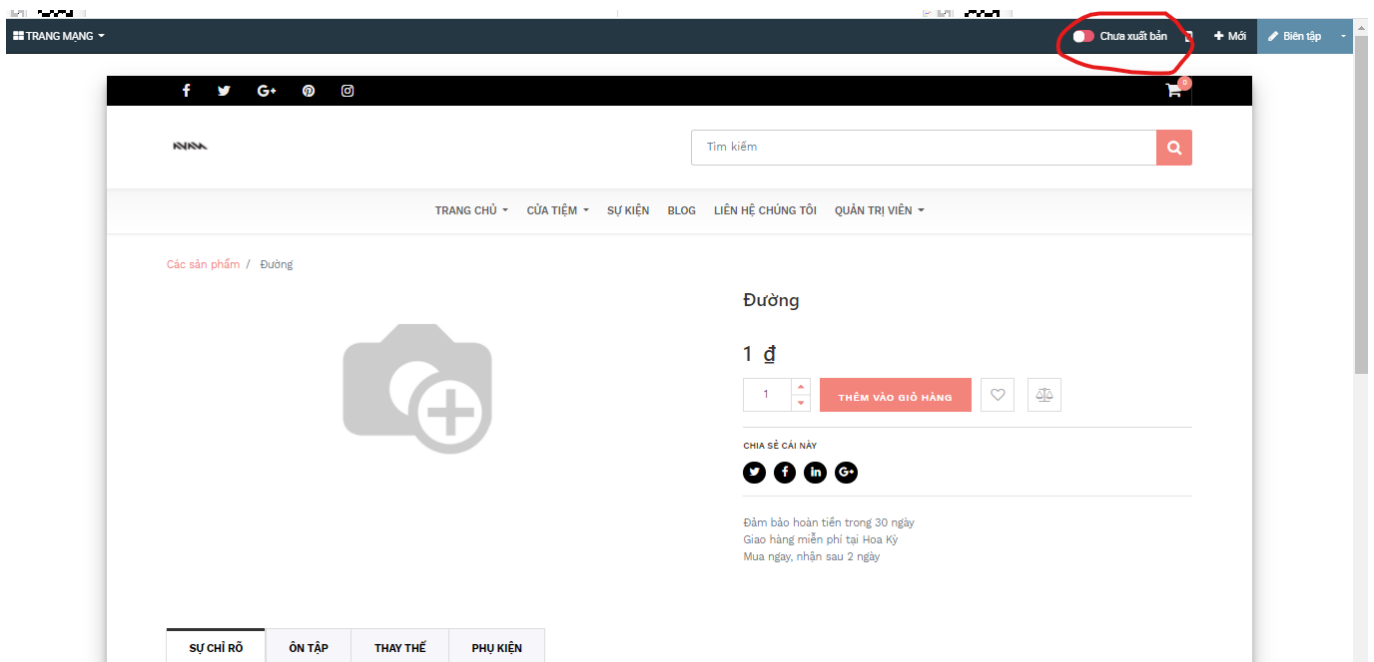 TRANG MẠNG
Chưa xuất bản
Mới
Biên tập
0
Tìm kiếm
TRANG CHỦ
CỬA TIỆM
SỰ KIỆN
BLOG
LIÊN HỆ CHÚNG TÔI
QUẢN TRỊ VIÊN
Các sản phẩm / Đường
Đường
1 ₫
1
THÊM VÀO GIỎ HÀNG
CHIA SẺ CÁI NÀY
Đảm bảo hoàn tiền trong 30 ngày
Giao hàng miễn phí tại Hoa Kỳ
Mua ngay, nhận sau 2 ngày
SỰ CHỈ RÕ
ÔN TẬP
THAY THẾ
PHỤ KIỆN